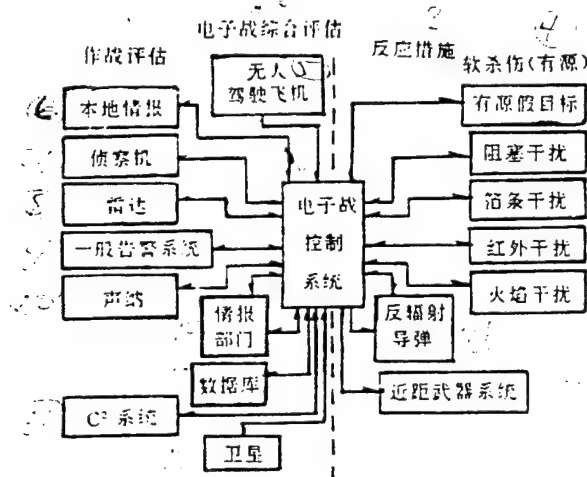 电子战综合评估
作战评估
反应措施
软杀伤(有源)
无人
驾驶飞机
本地情报
有源假目标
侦察机
阻塞干扰
雷达
箔条干扰
电子战
控制
系统
一般告警系统
红外干扰
声呐
火焰干扰
情报
部门
反辐射
导弹
数据库
近距武器系统
C² 系统
卫星